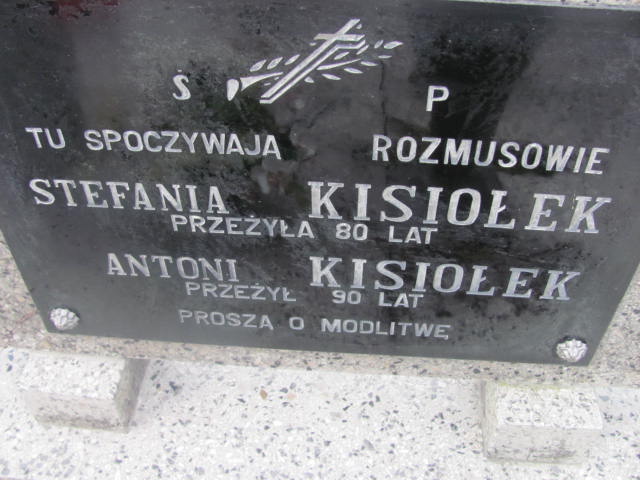 Ś P
TU SPOCZYWAJĄ ROZMUSOWIE
STEFANIA KISIOŁEK
PRZEŻYŁA 80 LAT
ANTONI KISIOŁEK
PRZEŻYŁ 90 LAT
PROSZĄ O MODLITWĘ